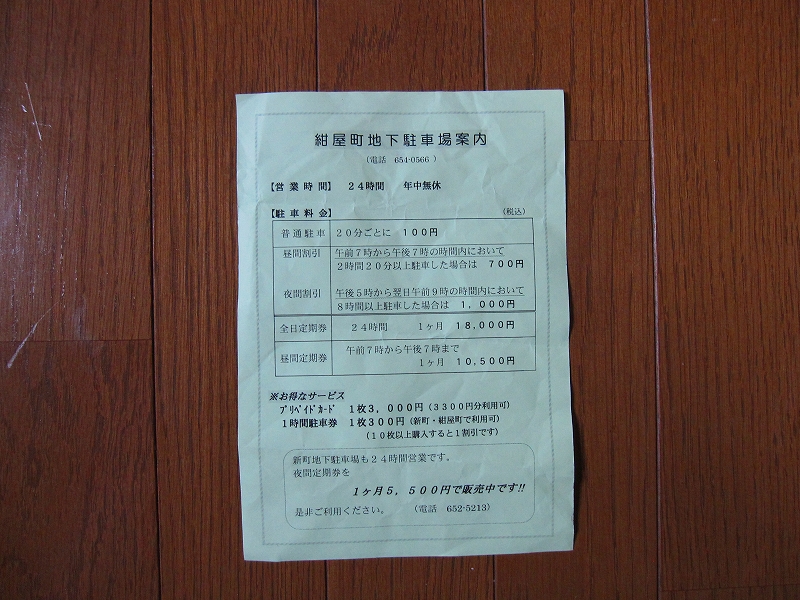 紺屋町地下駐車場案内
(電話 654-0566 )
【営業時間】 24時間 年中無休
【駐車料金】 (税込)
普通駐車 20分ごとに 100円
昼間割引 午前7時から午後7時の時間内において
2時間20分以上駐車した場合は 700円
夜間割引 午後5時から翌日午前9時の時間内において
8時間以上駐車した場合は 1,000円
全日定期券 24時間 1ヶ月 18,000円
昼間定期券 午前7時から午後7時まで
1ヶ月 10,500円
※お得なサービス
プリペイドカード 1枚3,000円(3300円分利用可)
1時間駐車券 1枚300円(新町・紺屋町で利用可)
(10枚以上購入すると1割引です)
新町地下駐車場も24時間営業です。
夜間定期券を
1ヶ月5,500円で販売中です!!
是非ご利用ください。 (電話 652-5213)